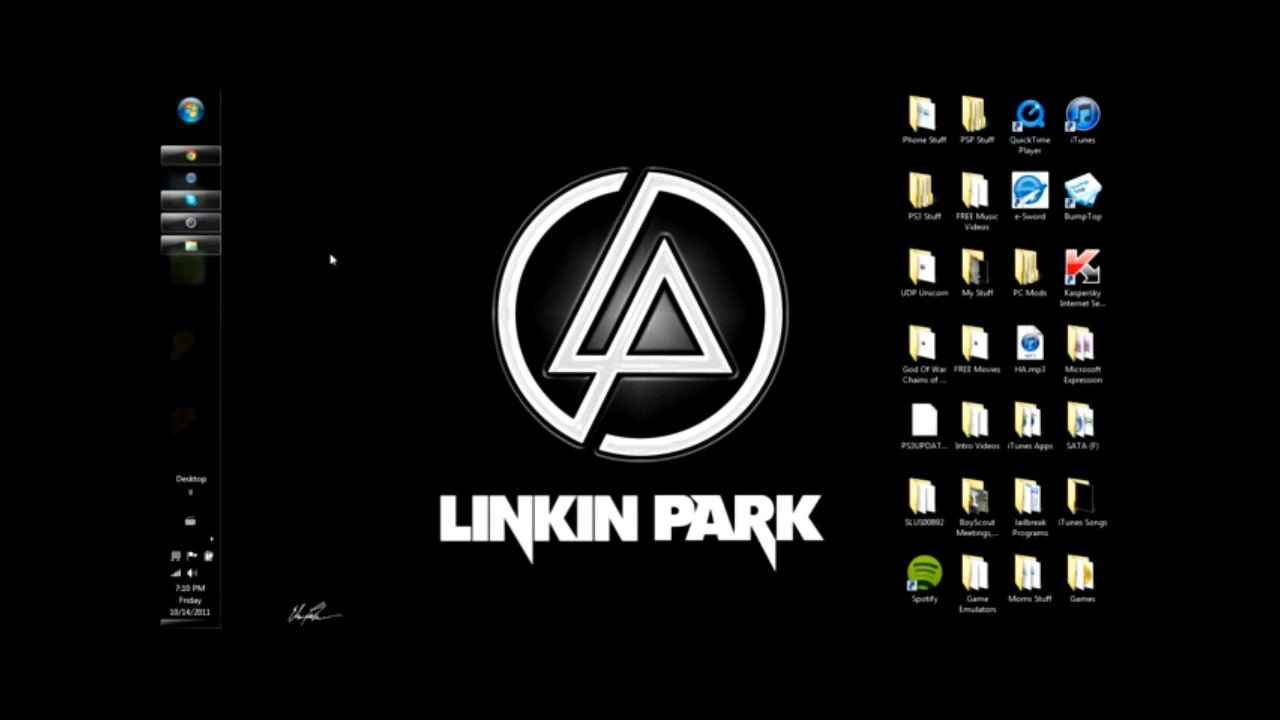 Phone Stuff
PSP Stuff
QuickTime
Player
iTunes
PS3 Stuff
FREE Music
Videos
e-Sword
BumpTop
UDP Unicorn
My Stuff
PC Mods
Kaspersky
Internet Se...
God Of War
Chains of ...
FREE Movies
HA.mp3
Microsoft
Expression
PS3UPDAT...
Intro Videos
iTunes Apps
SATA (F)
SLUS00892
BoyScout
Meetings,...
Jailbreak
Programs
iTunes Songs
Spotify
Game
Emulators
Moms Stuff
Games
LINKIN PARK
Desktop
7:10 PM
Friday
10/14/2011